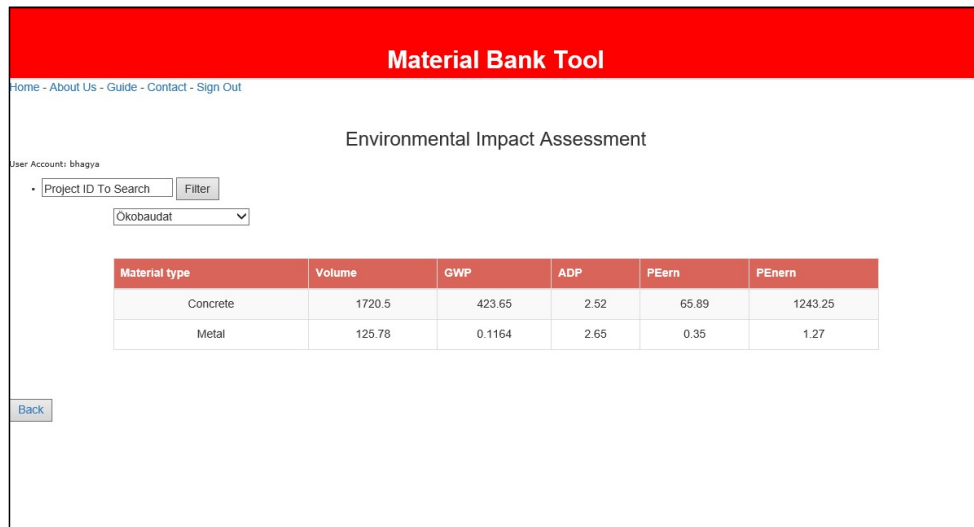 Material Bank Tool
Home - About Us - Guide - Contact - Sign Out
Environmental Impact Assessment
User Account: bhagya
Project ID To Search Filter
Ökobaudat
Material type Volume GWP ADP PEern PEnern
Concrete 1720.5 423.65 2.52 65.89 1243.25
Metal 125.78 0.1164 2.65 0.35 1.27
Back